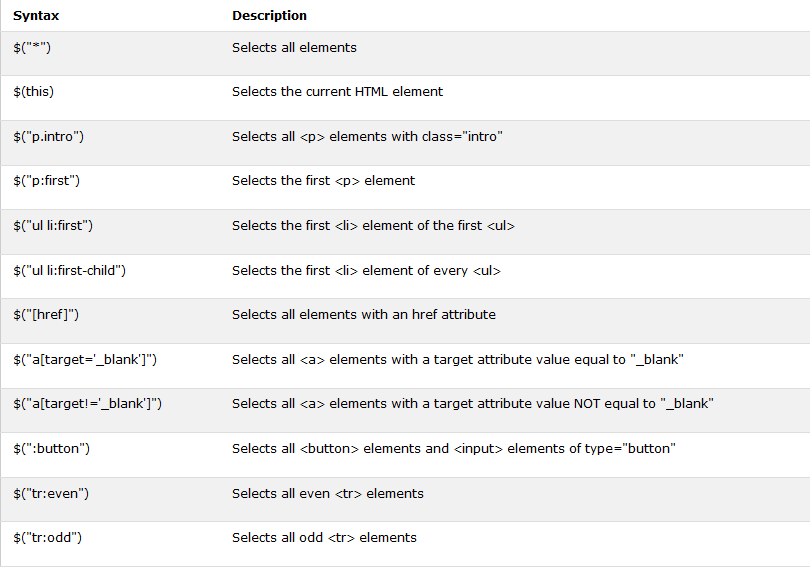 Syntax Description
$("*") Selects all elements
$(this) Selects the current HTML element
$("p.intro") Selects all <p> elements with class="intro"
$("p:first") Selects the first <p> element
$("ul li:first") Selects the first <li> element of the first <ul>
$("ul li:first-child") Selects the first <li> element of every <ul>
$("[href]") Selects all elements with an href attribute
$("a[target='_blank']") Selects all <a> elements with a target attribute value equal to "_blank"
$("a[target!='_blank']") Selects all <a> elements with a target attribute value NOT equal to "_blank"
$(":button") Selects all <button> elements and <input> elements of type="button"
$("tr:even") Selects all even <tr> elements
$("tr:odd") Selects all odd <tr> elements